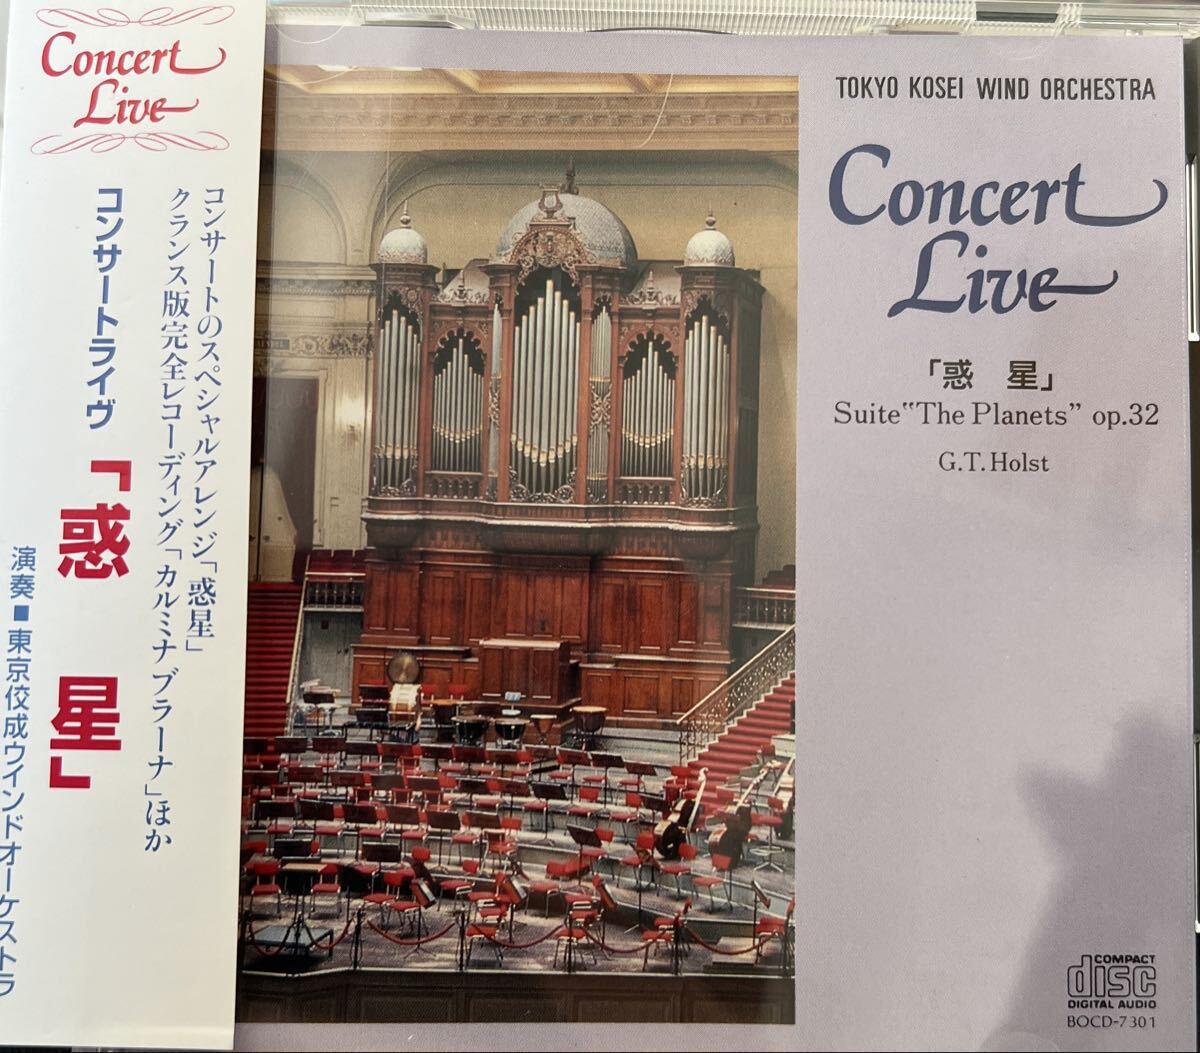 Concert
Live
コンサートのスペシャルアレンジ「惑星」
クランス版完全レコーディング「カルミナ ブラーナ」ほか
コンサートライヴ「惑 星」
演奏■東京佼成ウインドオーケストラ
TOKYO KOSEI WIND ORCHESTRA
Concert
Live
「惑 星」
Suite "The Planets" op.32
G.T.Holst
COMPACT
disc
DIGITAL AUDIO
BOCD-7301